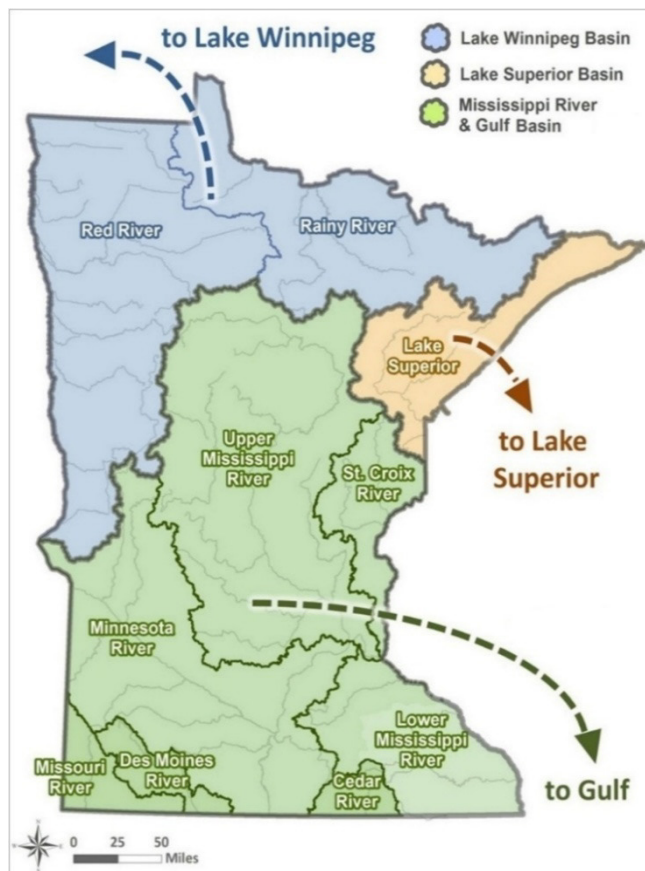 to Lake Winnipeg
Lake Winnipeg Basin
Lake Superior Basin
Mississippi River
& Gulf Basin
Red River
Rainy River
Lake
Superior
to Lake
Superior
Upper
Mississippi
River
St. Croix
River
Minnesota
River
Lower
Mississippi
River
Missouri
River
Des Moines
River
Cedar
River
to Gulf
0 25 50
Miles